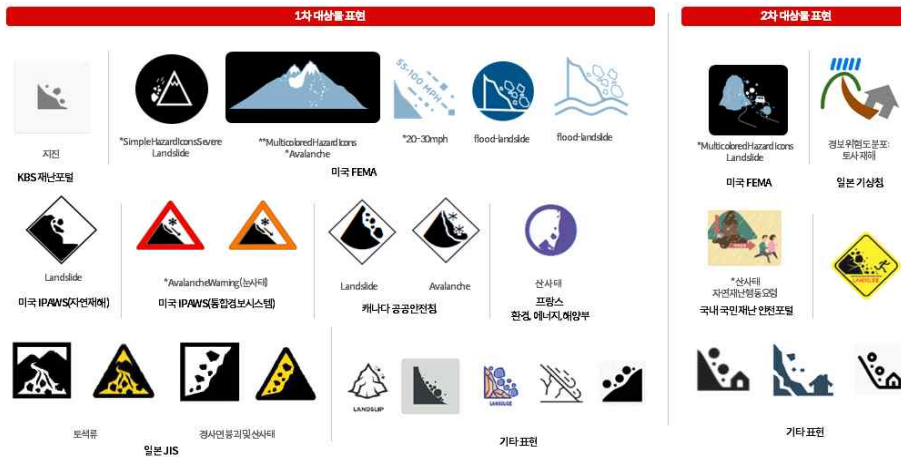 1차 대상물 표현
2차 대상물 표현
지진
KBS 재난포털
*SimpleHazardIconsSevere
Landslide
**MulticoloredHazardIcons
*Avalanche
55-100 MPH
*20-30mph
flood-landslide
flood-landslide
미국 FEMA
*MulticoloredHazardIcons
Landslide
미국 FEMA
경보위험도 분포:
토사 재해
일본 기상청
Landslide
미국 IPAWS(자연재해)
*AvalancheWarning(눈사태)
미국 IPAWS(통합경보시스템)
Landslide
Avalanche
캐나다 공공안전청
산사태
프랑스
환경, 에너지, 해양부
*산사태
자연재난행동요령
국내 국민재난 안전포털
LANDSLIDE
토석류
경사면 붕괴 및 산사태
일본 JIS
LANDSLIP
LANDSLIDE
기타 표현
기타 표현